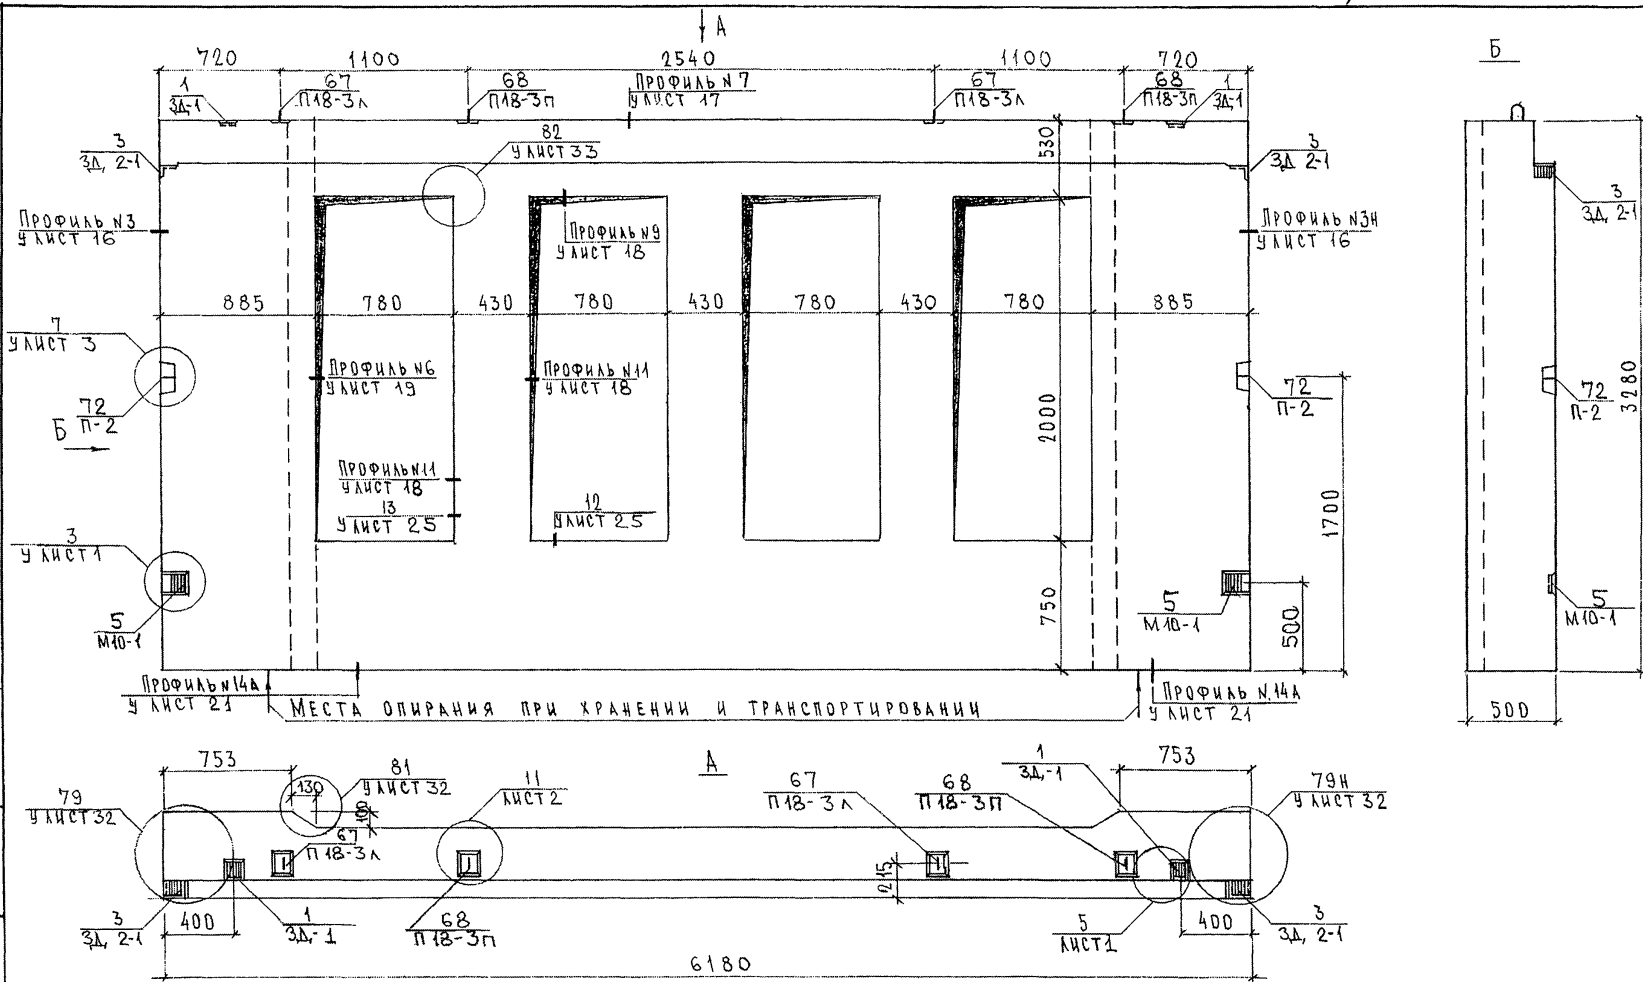 А
Б
720
1100
2540
1100
720
1
ЗД-1
67
П18-3л
68
П18-3п
ПРОФИЛЬ N 7
У ЛИСТ 17
67
П18-3л
68
П18-3п
1
ЗД-1
3
ЗД, 2-1
82
У ЛИСТ 33
530
3
ЗД 2-1
3
ЗД, 2-1
ПРОФИЛЬ N3
У ЛИСТ 16
ПРОФИЛЬ N9
У ЛИСТ 18
ПРОФИЛЬ N3Н
У ЛИСТ 16
885
780
430
780
430
780
430
780
885
7
У ЛИСТ 3
ПРОФИЛЬ N6
У ЛИСТ 19
ПРОФИЛЬ N11
У ЛИСТ 18
72
П-2
72
П-2
72
П-2
3280
Б
2000
ПРОФИЛЬ N11
У ЛИСТ 18
13
У ЛИСТ 25
12
У ЛИСТ 25
1700
3
У ЛИСТ 1
5
М10-1
750
5
М10-1
500
5
М10-1
ПРОФИЛЬ N14А
У ЛИСТ 21
МЕСТА ОПИРАНИЯ ПРИ ХРАНЕНИИ И ТРАНСПОРТИРОВАНИИ
ПРОФИЛЬ N.14А
У ЛИСТ 21
500
753
А
753
79
У ЛИСТ 32
130
100
81
У ЛИСТ 32
11
ЛИСТ 2
67
П18-3л
68
П18-3П
1
ЗД,-1
79Н
У ЛИСТ 32
67
П18-3л
215
3
ЗД, 2-1
400
1
ЗД,-1
68
П18-3п
5
ЛИСТ1
400
3
ЗД, 2-1
6180